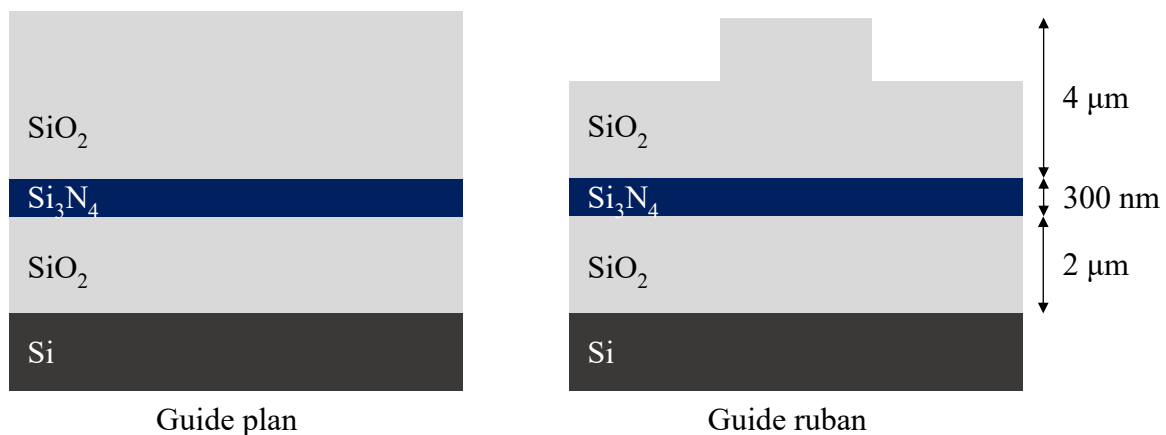 SiO₂
Si₃N₄
SiO₂
Si
Guide plan
SiO₂
Si₃N₄
SiO₂
Si
Guide ruban
4 μm
300 nm
2 μm